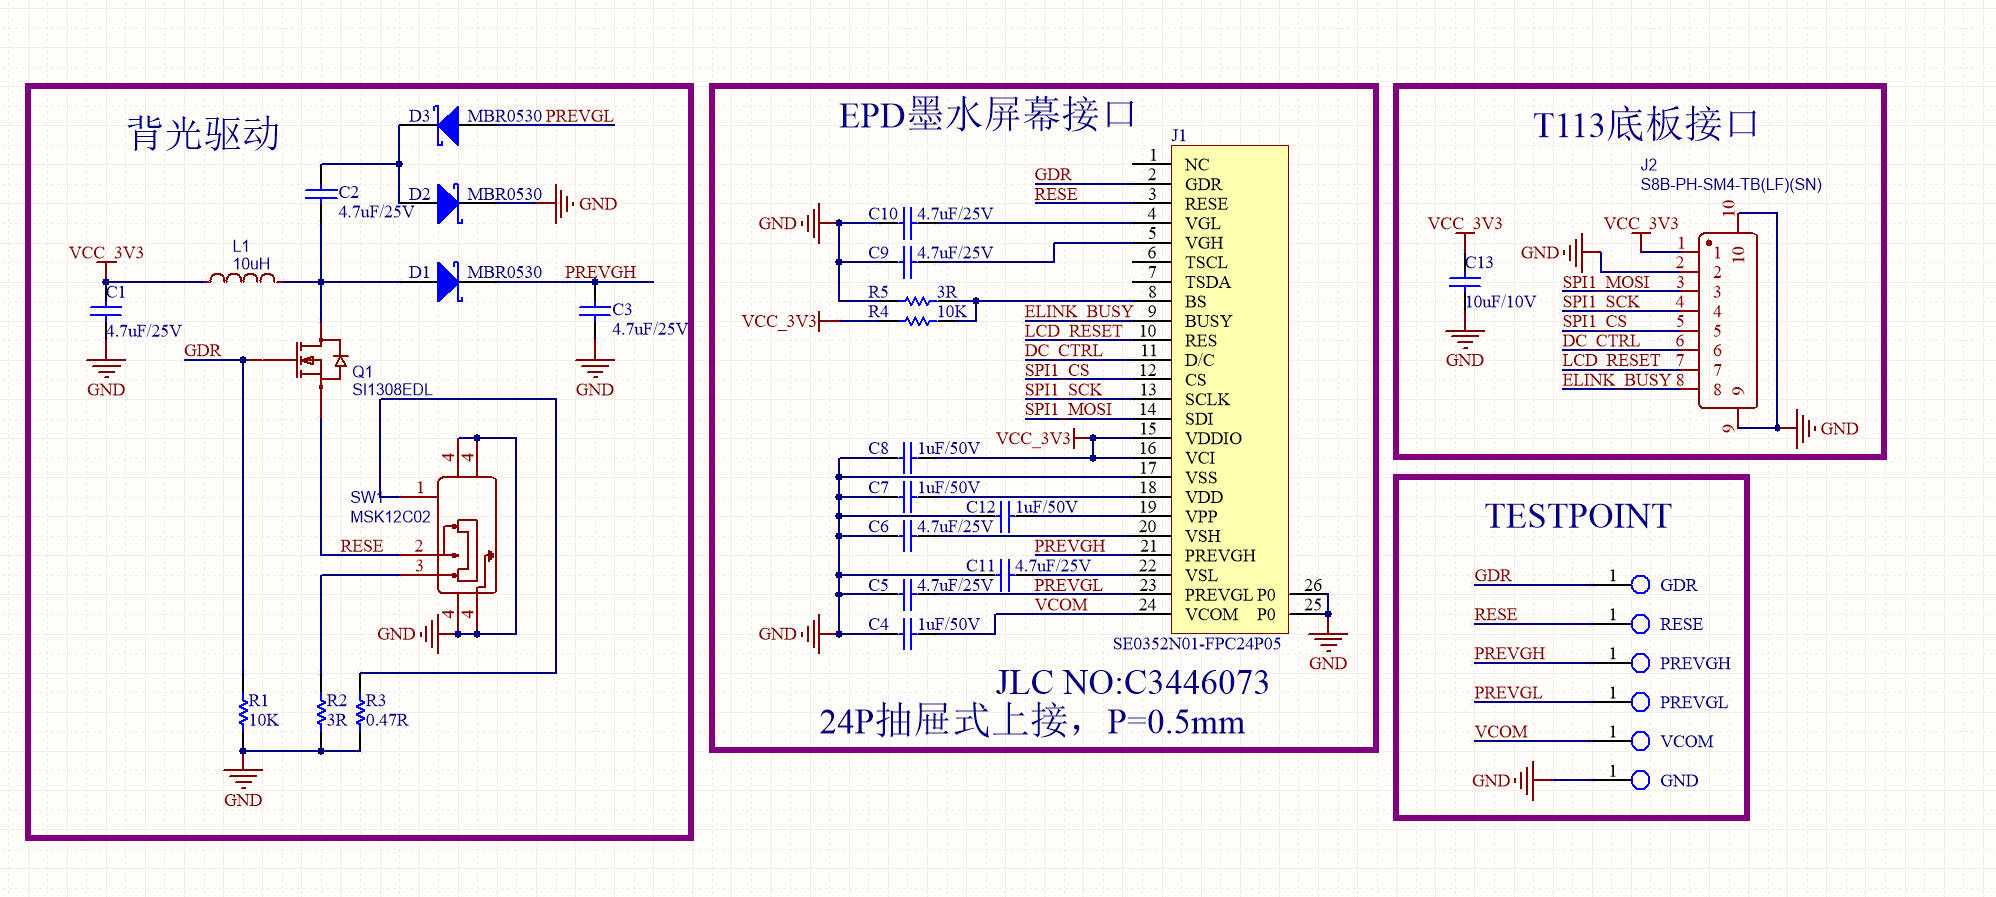 背光驱动
D3
MBR0530
PREVGL
C2
4.7uF/25V
D2
MBR0530
GND
VCC_3V3
L1
10uH
D1
MBR0530
PREVGH
C1
4.7uF/25V
GND
C3
4.7uF/25V
GND
GDR
Q1
SI1308EDL
4 4
SW1
MSK12C02
1
RESE
2
3
4 4
GND
R1
10K
R2
3R
R3
0.47R
GND
EPD墨水屏幕接口
J1
1 NC
GDR 2 GDR
RESE 3 RESE
GND C10 4.7uF/25V 4 VGL
C9 4.7uF/25V 5 VGH
6 TSCL
7 TSDA
R5 3R 8 BS
VCC_3V3 R4 10K
ELINK_BUSY 9 BUSY
LCD_RESET 10 RES
DC_CTRL 11 D/C
SPI1_CS 12 CS
SPI1_SCK 13 SCLK
SPI1_MOSI 14 SDI
VCC_3V3 15 VDDIO
C8 1uF/50V 16 VCI
17 VSS
C7 1uF/50V 18 VDD
C12 1uF/50V 19 VPP
C6 4.7uF/25V 20 VSH
PREVGH 21 PREVGH
C11 4.7uF/25V 22 VSL
C5 4.7uF/25V PREVGL 23 PREVGL P0 26
VCOM 24 VCOM P0 25
GND C4 1uF/50V
SE0352N01-FPC24P05
GND
JLC NO:C3446073
24P抽屉式上接，P=0.5mm
T113底板接口
J2
S8B-PH-SM4-TB(LF)(SN)
VCC_3V3
C13
10uF/10V
GND
10
10
VCC_3V3 1 1
GND 2 2
SPI1_MOSI 3 3
SPI1_SCK 4 4
SPI1_CS 5 5
DC_CTRL 6 6
LCD_RESET 7 7
ELINK_BUSY 8 8
9
9
GND
TESTPOINT
GDR 1 GDR
RESE 1 RESE
PREVGH 1 PREVGH
PREVGL 1 PREVGL
VCOM 1 VCOM
GND 1 GND